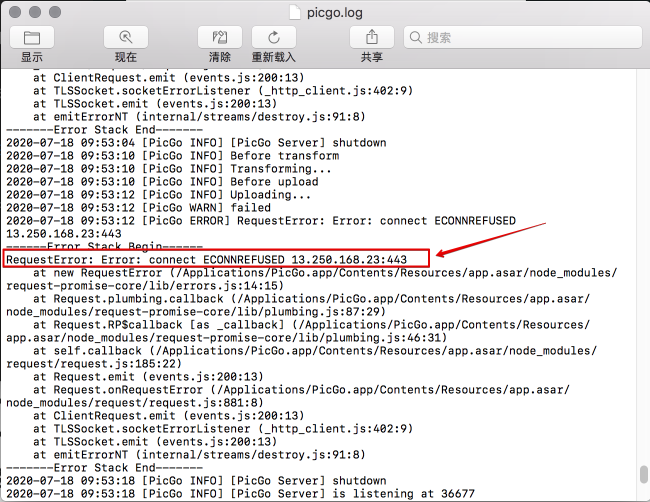 picgo.log
显示
现在
清除
重新载入
共享
搜索
at ClientRequest.emit (events.js:200:13)
at TLSSocket.socketErrorListener (_http_client.js:402:9)
at TLSSocket.emit (events.js:200:13)
at emitErrorNT (internal/streams/destroy.js:91:8)
-------Error Stack End-------
2020-07-18 09:53:04 [PicGo INFO] [PicGo Server] shutdown
2020-07-18 09:53:10 [PicGo INFO] Before transform
2020-07-18 09:53:10 [PicGo INFO] Transforming...
2020-07-18 09:53:10 [PicGo INFO] Before upload
2020-07-18 09:53:12 [PicGo INFO] Uploading...
2020-07-18 09:53:12 [PicGo WARN] failed
2020-07-18 09:53:12 [PicGo ERROR] RequestError: Error: connect ECONNREFUSED
13.250.168.23:443
------Error Stack Begin-------
RequestError: Error: connect ECONNREFUSED 13.250.168.23:443
at new RequestError (/Applications/PicGo.app/Contents/Resources/app.asar/node_modules/
request-promise-core/lib/errors.js:14:15)
at Request.plumbing.callback (/Applications/PicGo.app/Contents/Resources/app.asar/
node_modules/request-promise-core/lib/plumbing.js:87:29)
at Request.RP$callback [as _callback] (/Applications/PicGo.app/Contents/Resources/
app.asar/node_modules/request-promise-core/lib/plumbing.js:46:31)
at self.callback (/Applications/PicGo.app/Contents/Resources/app.asar/node_modules/
request/request.js:185:22)
at Request.emit (events.js:200:13)
at Request.onRequestError (/Applications/PicGo.app/Contents/Resources/app.asar/
node_modules/request/request.js:881:8)
at ClientRequest.emit (events.js:200:13)
at TLSSocket.socketErrorListener (_http_client.js:402:9)
at TLSSocket.emit (events.js:200:13)
at emitErrorNT (internal/streams/destroy.js:91:8)
-------Error Stack End-------
2020-07-18 09:53:18 [PicGo INFO] [PicGo Server] shutdown
2020-07-18 09:53:18 [PicGo INFO] [PicGo Server] is listening at 36677